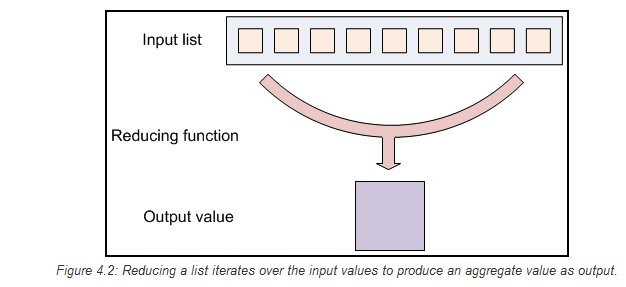 Input list
Reducing function
Output value
Figure 4.2: Reducing a list iterates over the input values to produce an aggregate value as output.